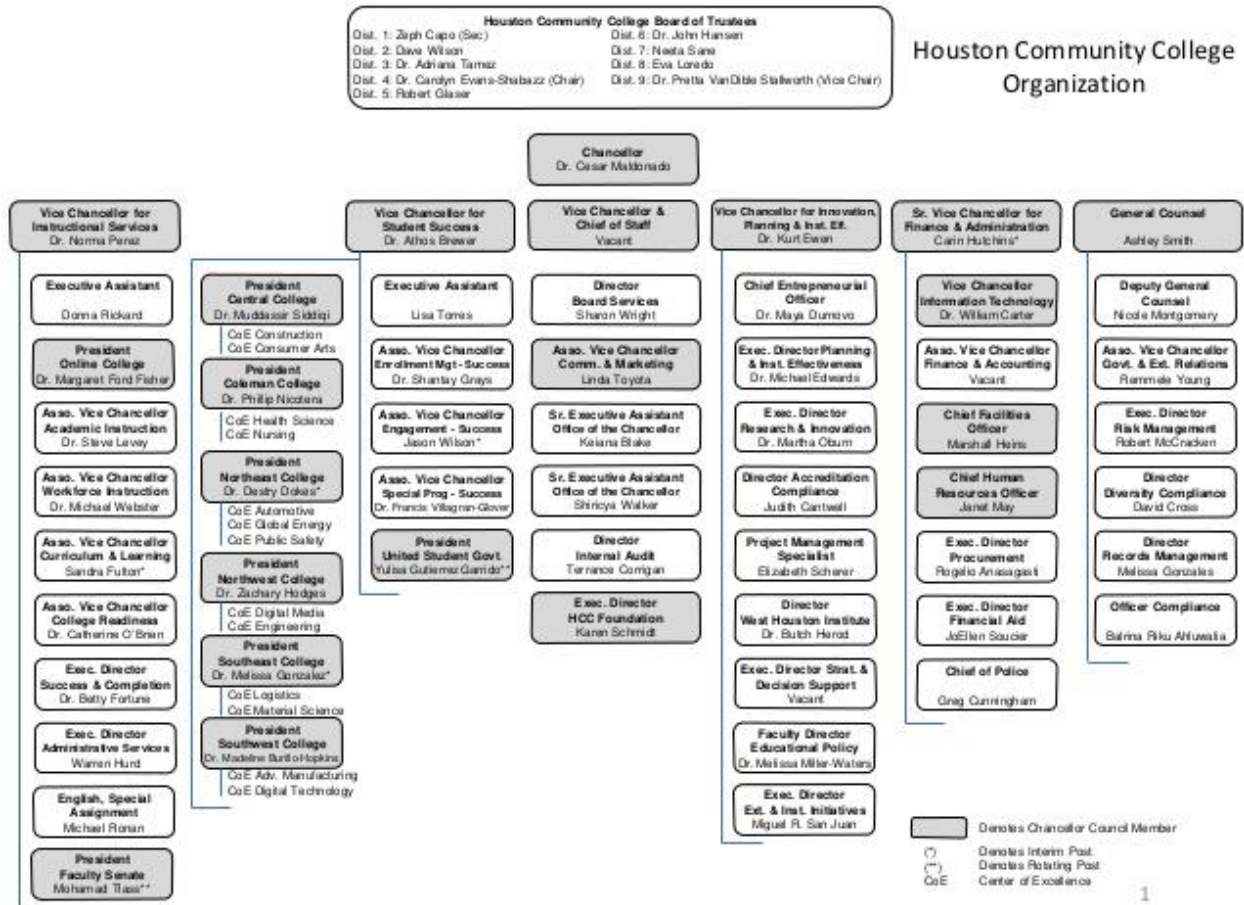 Houston Community College Board of Trustees
Dist. 1: Zeph Capo (Sec)
Dist. 2: Dave Wilson
Dist. 3: Dr. Adriana Tamez
Dist. 4: Dr. Carolyn Evans-Shabazz (Chair)
Dist. 5: Robert Glaser
Dist. 6: Dr. John Hansen
Dist. 7: Neeta Sane
Dist. 8: Eva Loredo
Dist. 9: Dr. Pretta VanDible Stallworth (Vice Chair)
Houston Community College
Organization
Chancellor
Dr. Cesar Maldonado
Vice Chancellor for
Instructional Services
Dr. Norma Perez
Executive Assistant
Donna Rickard
President
Online College
Dr. Margaret Ford Fisher
Asso. Vice Chancellor
Academic Instruction
Dr. Steve Levey
Asso. Vice Chancellor
Workforce Instruction
Dr. Michael Webster
Asso. Vice Chancellor
Curriculum & Learning
Sandra Fulton*
Asso. Vice Chancellor
College Readiness
Dr. Catherine O'Brien
Exec. Director
Success & Completion
Dr. Betty Fortune
Exec. Director
Administrative Services
Warren Hurd
English, Special
Assignment
Michael Ronan
President
Faculty Senate
Mohamad Tlass**
President
Central College
Dr. Muddassir Siddiqi
CoE Construction
CoE Consumer Arts
President
Coleman College
Dr. Phillip Nicotera
CoE Health Science
CoE Nursing
President
Northeast College
Dr. Destry Dokes*
CoE Automotive
CoE Global Energy
CoE Public Safety
President
Northwest College
Dr. Zachary Hodges
CoE Digital Media
CoE Engineering
President
Southeast College
Dr. Melissa Gonzalez*
CoE Logistics
CoE Material Science
President
Southwest College
Dr. Madeline Burillo-Hopkins
CoE Adv. Manufacturing
CoE Digital Technology
Vice Chancellor for
Student Success
Dr. Athos Brewer
Executive Assistant
Lisa Torres
Asso. Vice Chancellor
Enrollment Mgt - Success
Dr. Shantay Grays
Asso. Vice Chancellor
Engagement - Success
Jason Wilson*
Asso. Vice Chancellor
Special Prog - Success
Dr. Francis Villagran-Glover
President
United Student Govt.
Yulisa Gutierrez Garrido**
Vice Chancellor &
Chief of Staff
Vacant
Director
Board Services
Sharon Wright
Asso. Vice Chancellor
Comm. & Marketing
Linda Toyota
Sr. Executive Assistant
Office of the Chancellor
Keiana Blake
Sr. Executive Assistant
Office of the Chancellor
Shiricya Walker
Director
Internal Audit
Terrance Corrigan
Exec. Director
HCC Foundation
Karen Schmidt
Vice Chancellor for Innovation,
Planning & Inst. Eff.
Dr. Kurt Ewen
Chief Entrepreneurial
Officer
Dr. Maya Durnovo
Exec. Director Planning
& Inst. Effectiveness
Dr. Michael Edwards
Exec. Director
Research & Innovation
Dr. Martha Oburn
Director Accreditation
Compliance
Judith Cantwell
Project Management
Specialist
Elizabeth Scherer
Director
West Houston Institute
Dr. Butch Herod
Exec. Director Strat. &
Decision Support
Vacant
Faculty Director
Educational Policy
Dr. Melissa Miller-Waters
Exec. Director
Ext. & Inst. Initiatives
Miguel R. San Juan
Sr. Vice Chancellor for
Finance & Administration
Carin Hutchins*
Vice Chancellor
Information Technology
Dr. William Carter
Asso. Vice Chancellor
Finance & Accounting
Vacant
Chief Facilities
Officer
Marshall Heins
Chief Human
Resources Officer
Janet May
Exec. Director
Procurement
Rogelio Anasagasti
Exec. Director
Financial Aid
JoEllen Soucier
Chief of Police
Greg Cunningham
General Counsel
Ashley Smith
Deputy General
Counsel
Nicole Montgomery
Asso. Vice Chancellor
Govt. & Ext. Relations
Remmele Young
Exec. Director
Risk Management
Robert McCracken
Director
Diversity Compliance
David Cross
Director
Records Management
Melissa Gonzales
Officer Compliance
Balrina Riku Ahluwalia
Denotes Chancellor Council Member
(*) Denotes Interim Post
(**) Denotes Rotating Post
CoE Center of Excellence
1